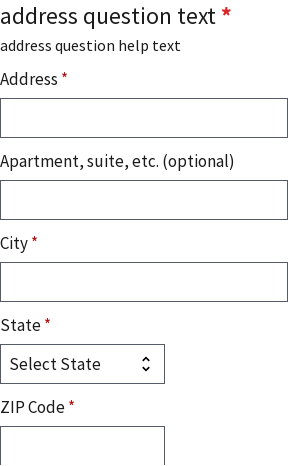 address question text *
address question help text
Address *
Apartment, suite, etc. (optional)
City *
State *
Select State
ZIP Code *